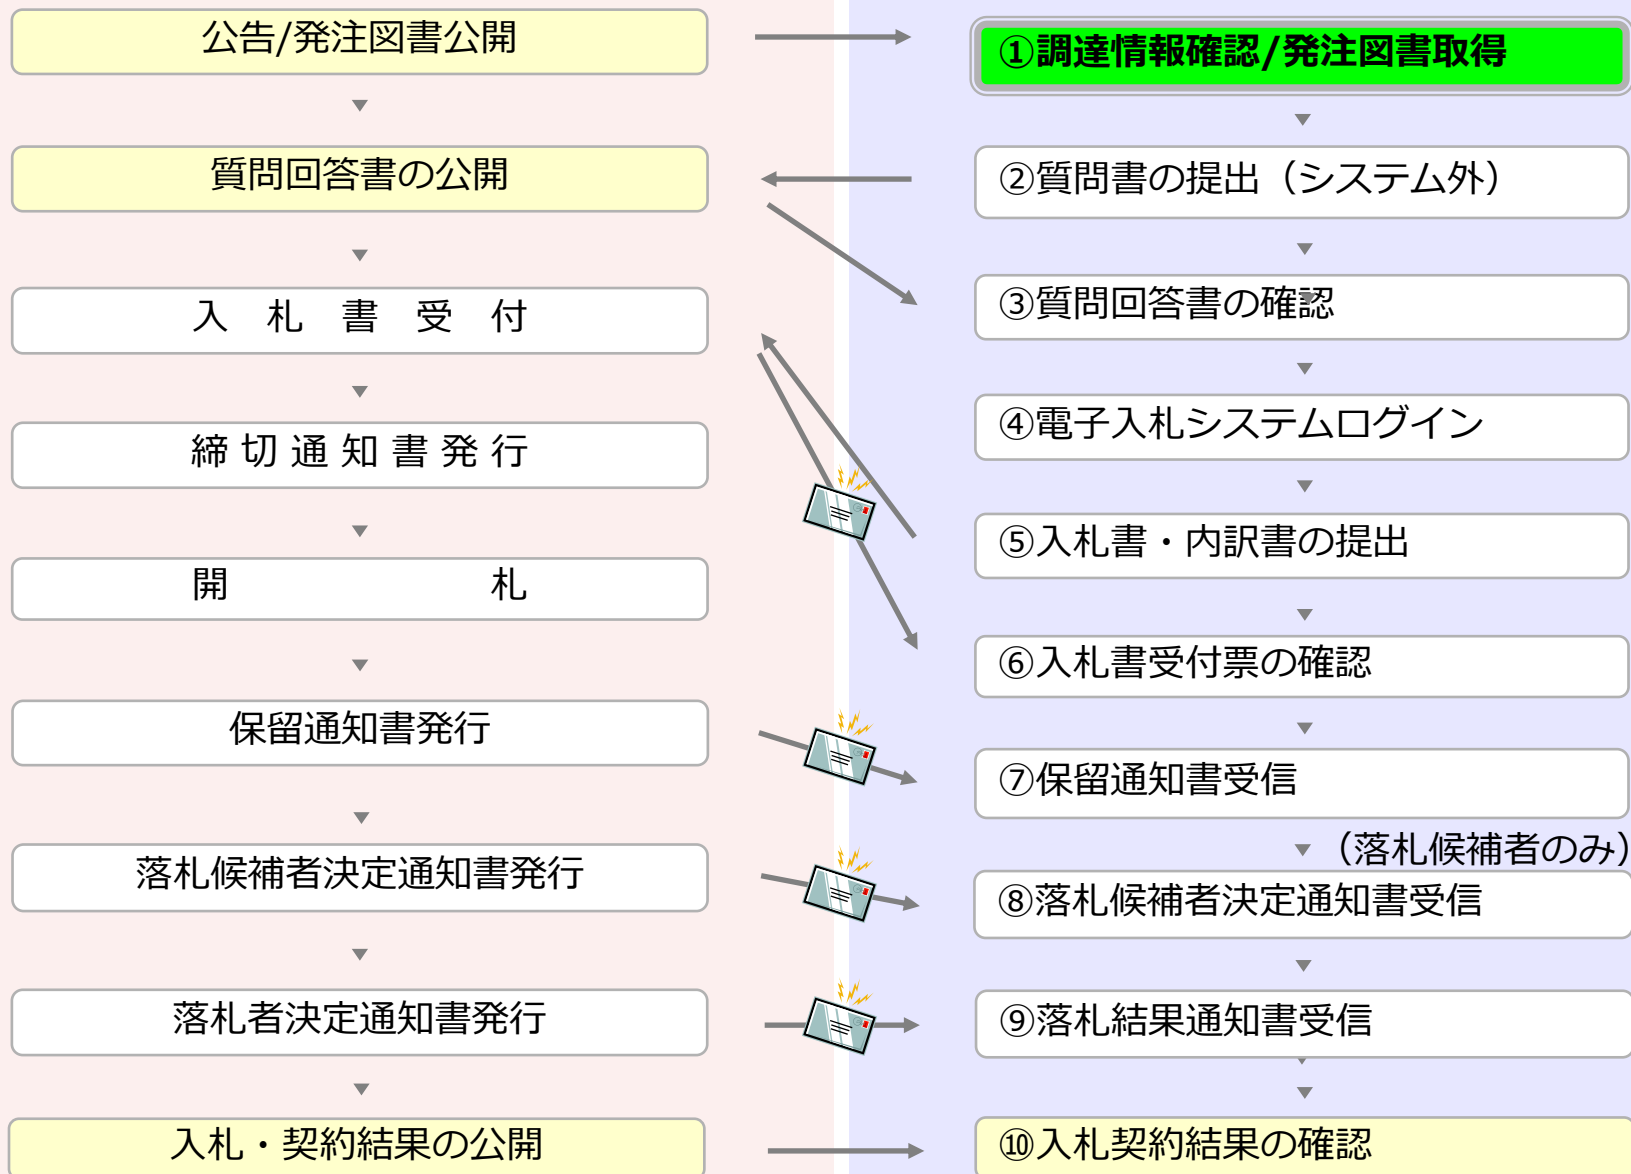 公告/発注図書公開
①調達情報確認/発注図書取得
質問回答書の公開
②質問書の提出（システム外）
入　札　書　受　付
③質問回答書の確認
④電子入札システムログイン
締 切 通 知 書 発 行
⑤入札書・内訳書の提出
開　　　　　　　札
⑥入札書受付票の確認
保留通知書発行
⑦保留通知書受信
（落札候補者のみ）
落札候補者決定通知書発行
⑧落札候補者決定通知書受信
落札者決定通知書発行
⑨落札結果通知書受信
入札・契約結果の公開
⑩入札契約結果の確認